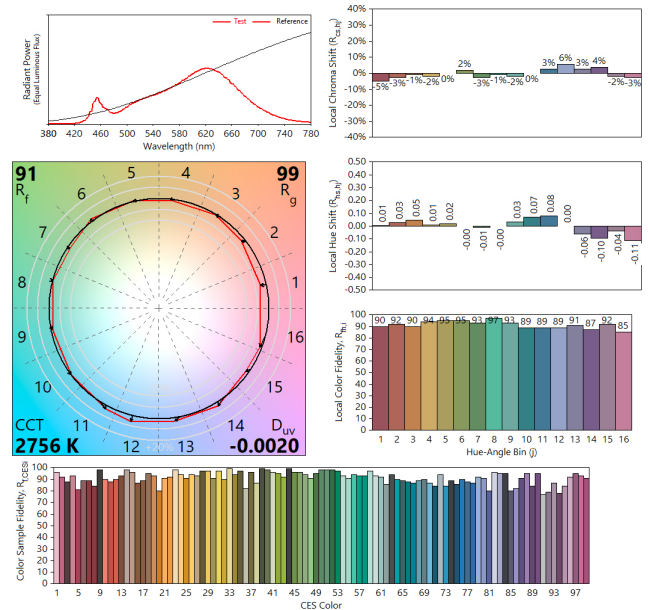 Radiant Power
(Equal Luminous Flux)
Test
Reference
380 420 460 500 540 580 620 660 700 740 780
Wavelength (nm)
Local Chroma Shift (Rcs,hj)
40%
30%
20%
10%
0%
-10%
-20%
-30%
-40%
-5% -3% -1% -2% 0% 2% -3% -1% -2% 0% 3% 6% 3% 4% -2% -3%
91
Rf
99
Rg
CCT
2756 K
Duv
-0.0020
+20%
1
2
3
4
5
6
7
8
9
10
11
12
13
14
15
16
Local Hue Shift (Rhs,hj)
0.50
0.40
0.30
0.20
0.10
0.00
-0.10
-0.20
-0.30
-0.40
-0.50
0.01 0.03 0.05 0.01 0.02 -0.00 -0.01 -0.00 0.03 0.07 0.08 0.00 -0.06 -0.10 -0.04 -0.11
Local Color Fidelity, Rfh,i
100
90
80
70
60
50
40
30
20
10
0
90 92 90 94 95 95 93 97 93 89 89 89 91 87 92 85
1 2 3 4 5 6 7 8 9 10 11 12 13 14 15 16
Hue-Angle Bin (j)
Color Sample Fidelity, Rf,CESi
100
90
80
70
60
50
40
30
20
10
0
1 5 9 13 17 21 25 29 33 37 41 45 49 53 57 61 65 69 73 77 81 85 89 93 97
CES Color